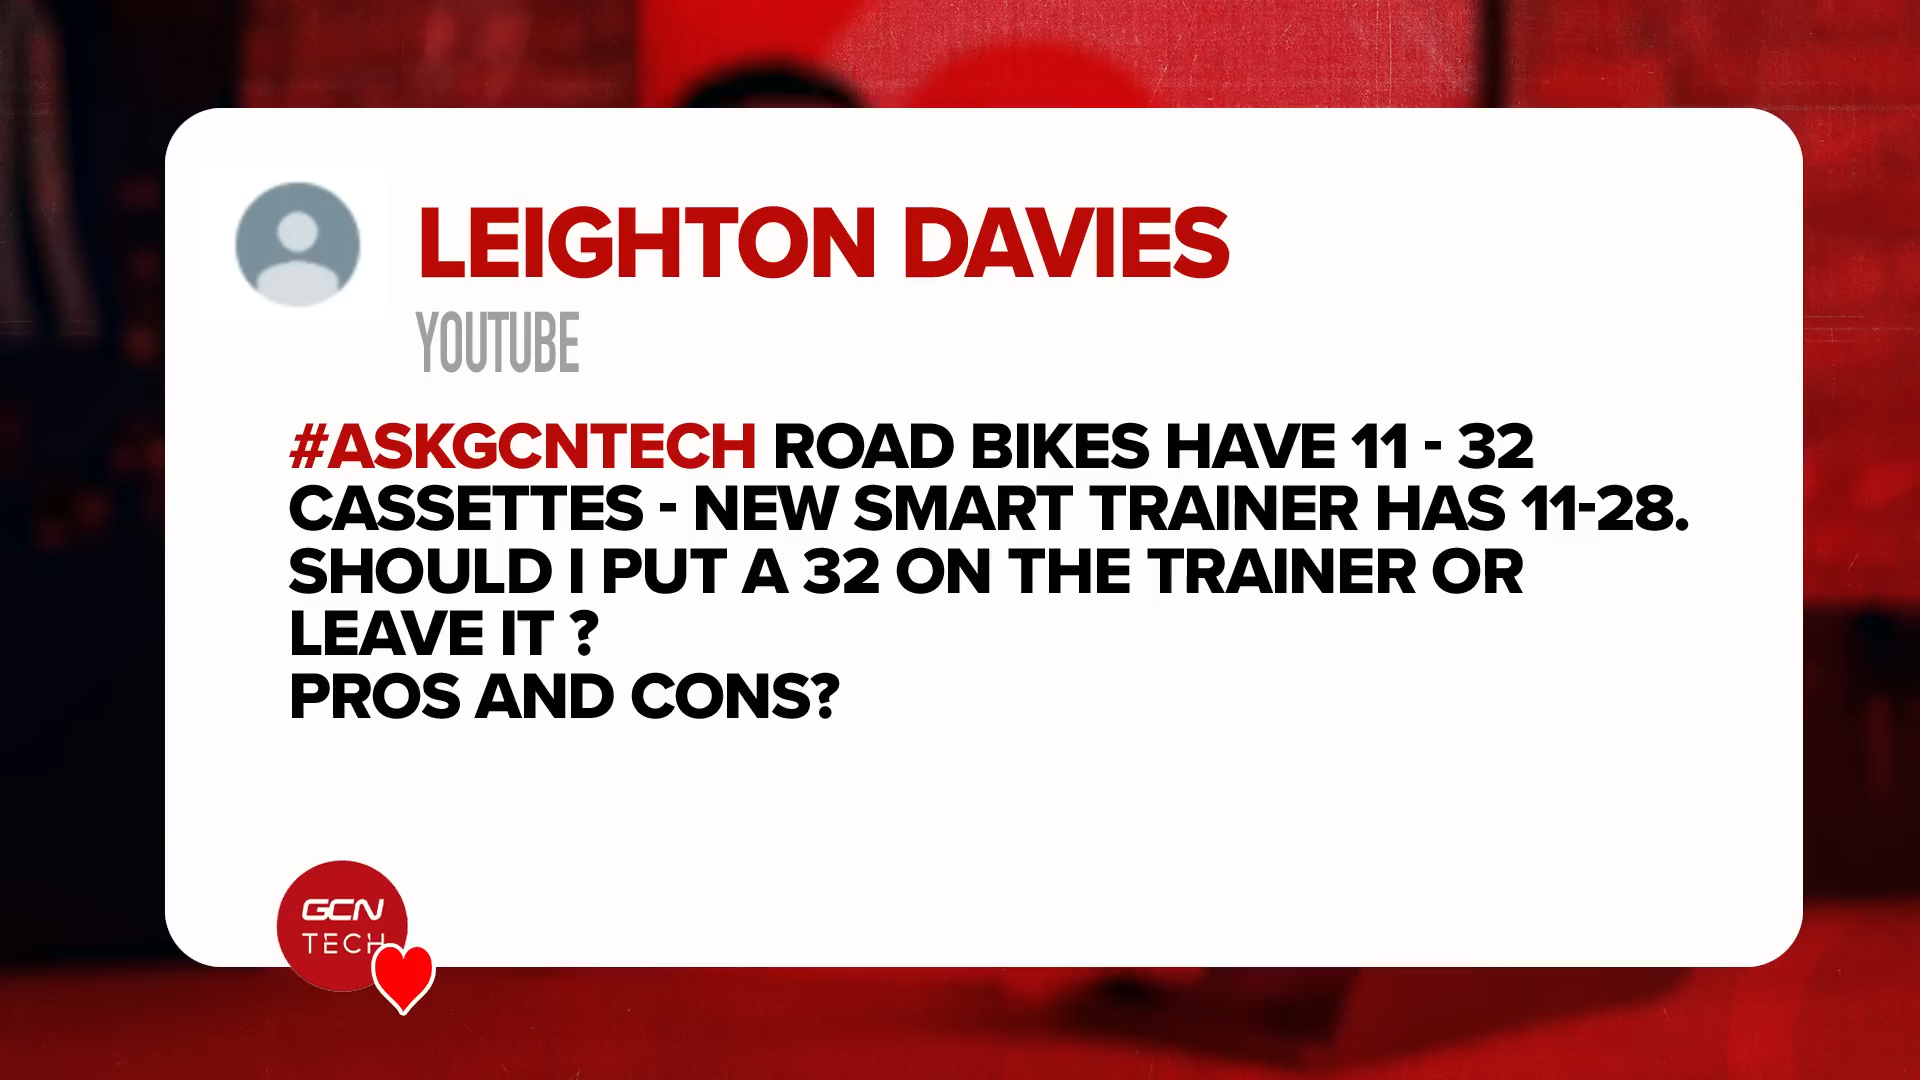 LEIGHTON DAVIES
YOUTUBE
#ASKGCNTECH ROAD BIKES HAVE 11 - 32
CASSETTES - NEW SMART TRAINER HAS 11-28.
SHOULD I PUT A 32 ON THE TRAINER OR
LEAVE IT ?
PROS AND CONS?
GCN
TECH